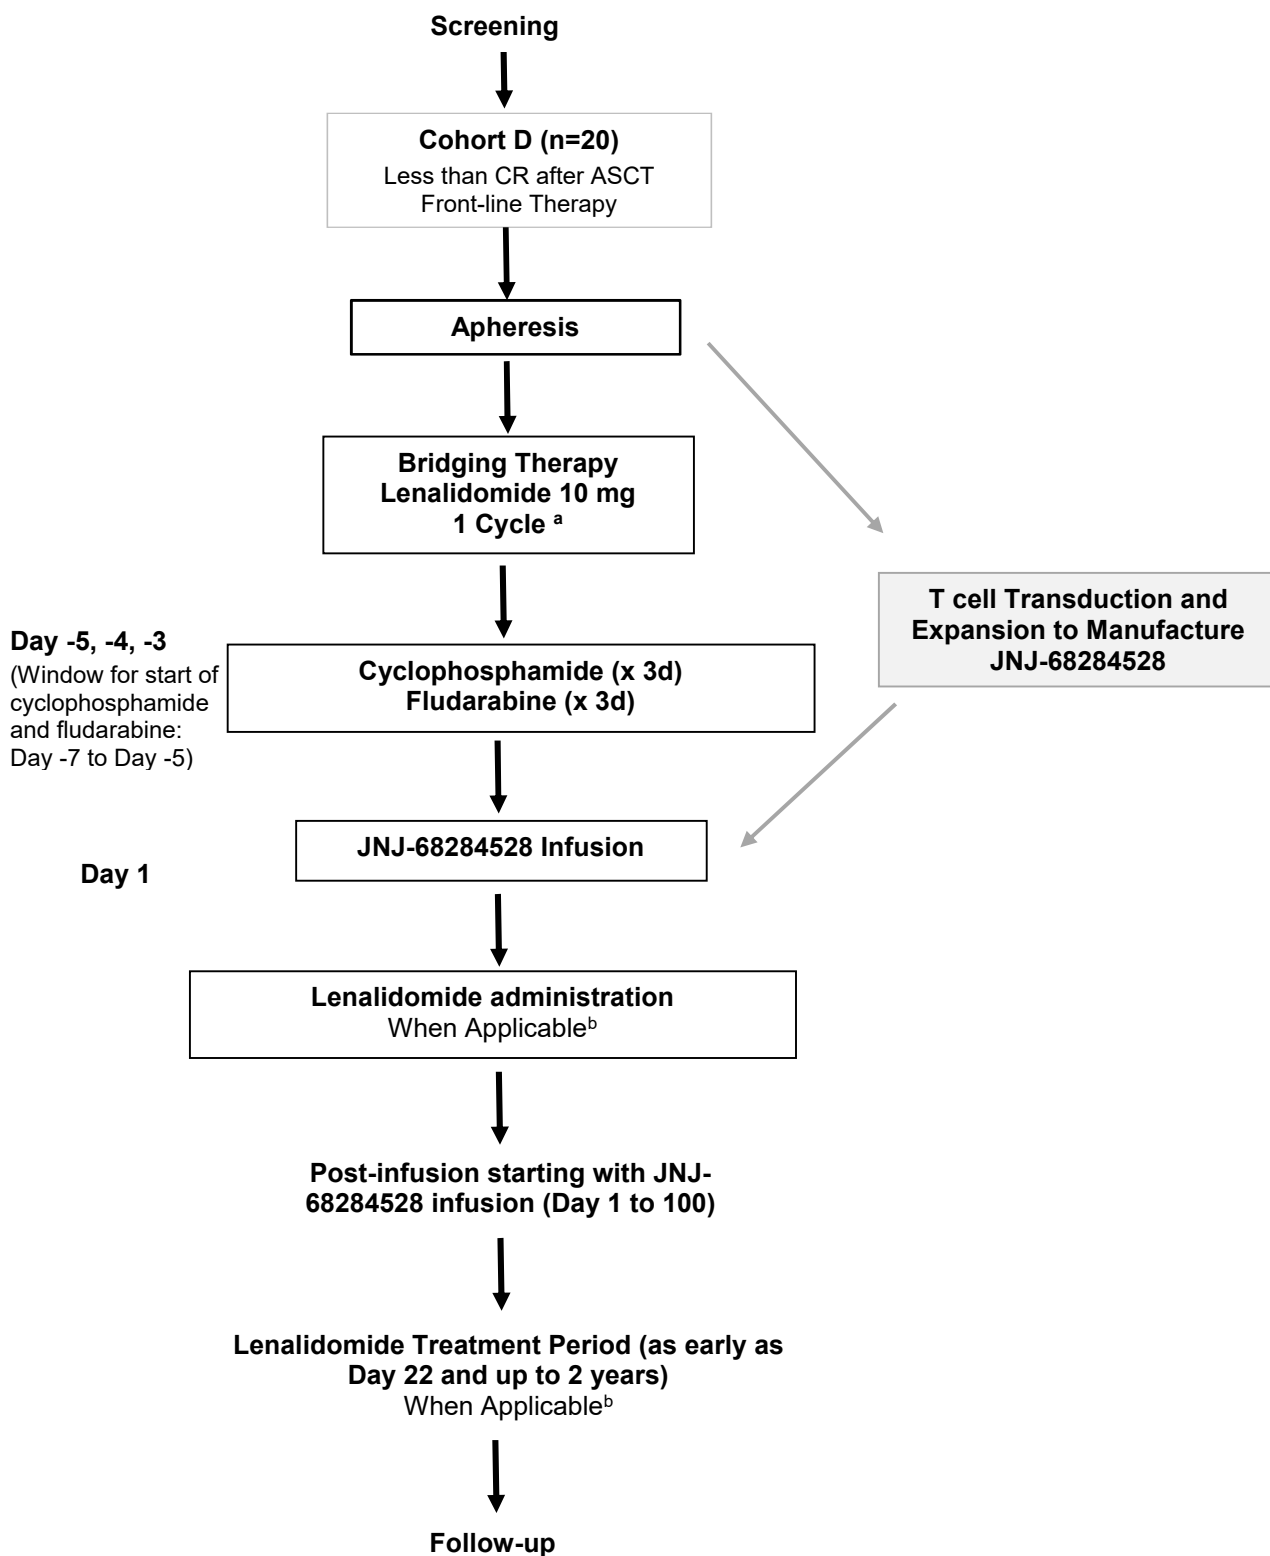 Screening
Cohort D (n=20)
Less than CR after ASCT
Front-line Therapy
Apheresis
Bridging Therapy
Lenalidomide 10 mg
1 Cycle ᵃ
T cell Transduction and
Expansion to Manufacture
JNJ-68284528
Day -5, -4, -3
(Window for start of
cyclophosphamide
and fludarabine:
Day -7 to Day -5)
Cyclophosphamide (x 3d)
Fludarabine (x 3d)
JNJ-68284528 Infusion
Day 1
Lenalidomide administration
When Applicableᵇ
Post-infusion starting with JNJ-
68284528 infusion (Day 1 to 100)
Lenalidomide Treatment Period (as early as
Day 22 and up to 2 years)
When Applicableᵇ
Follow-up